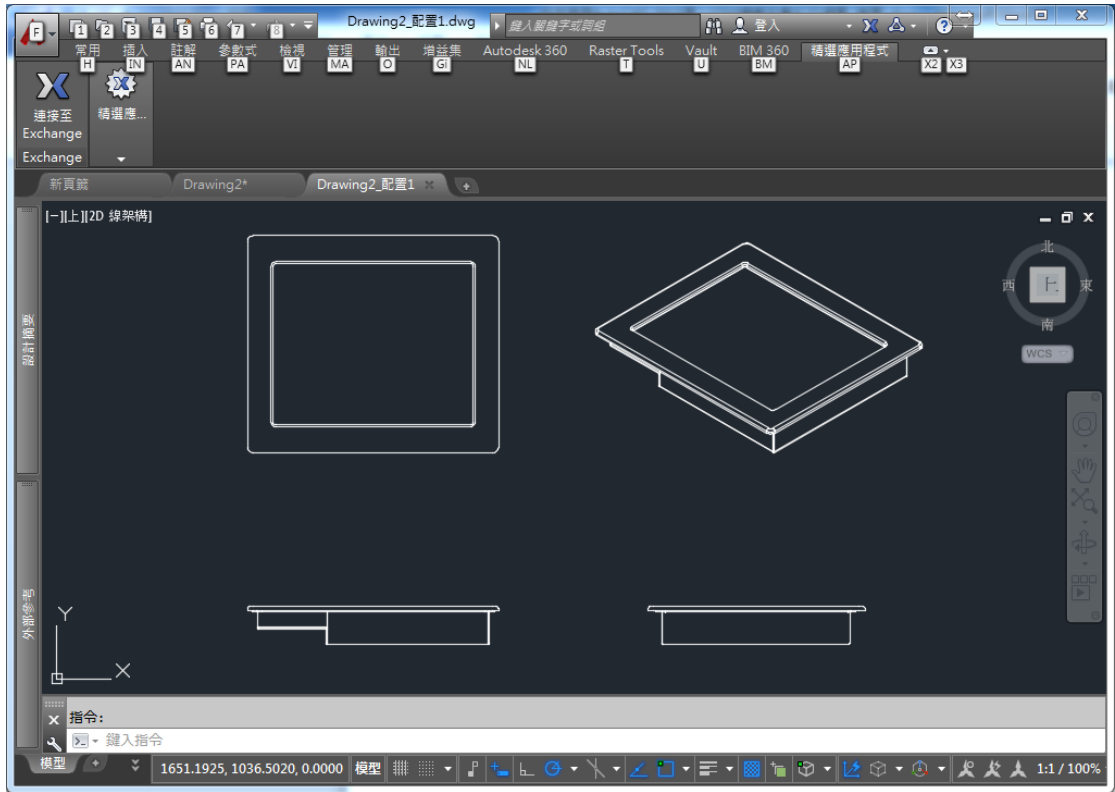 Drawing2_配置1.dwg
鍵入關鍵字或詞組
登入
F 1 2 3 4 5 6 7 8
常用 插入 註解 參數式 檢視 管理 輸出 增益集 Autodesk 360 Raster Tools Vault BIM 360 精選應用程式
H IN AN PA VI MA O GI NL T U BM AP X2 X3
連接至 精選應...
Exchange
Exchange
新頁籤 Drawing2* Drawing2_配置1
[−][上][2D 線架構]
北
西 上 東
南
WCS
設計摘要
外部參考
Y
X
指令:
鍵入指令
模型 1651.1925, 1036.5020, 0.0000 模型 1:1 / 100%